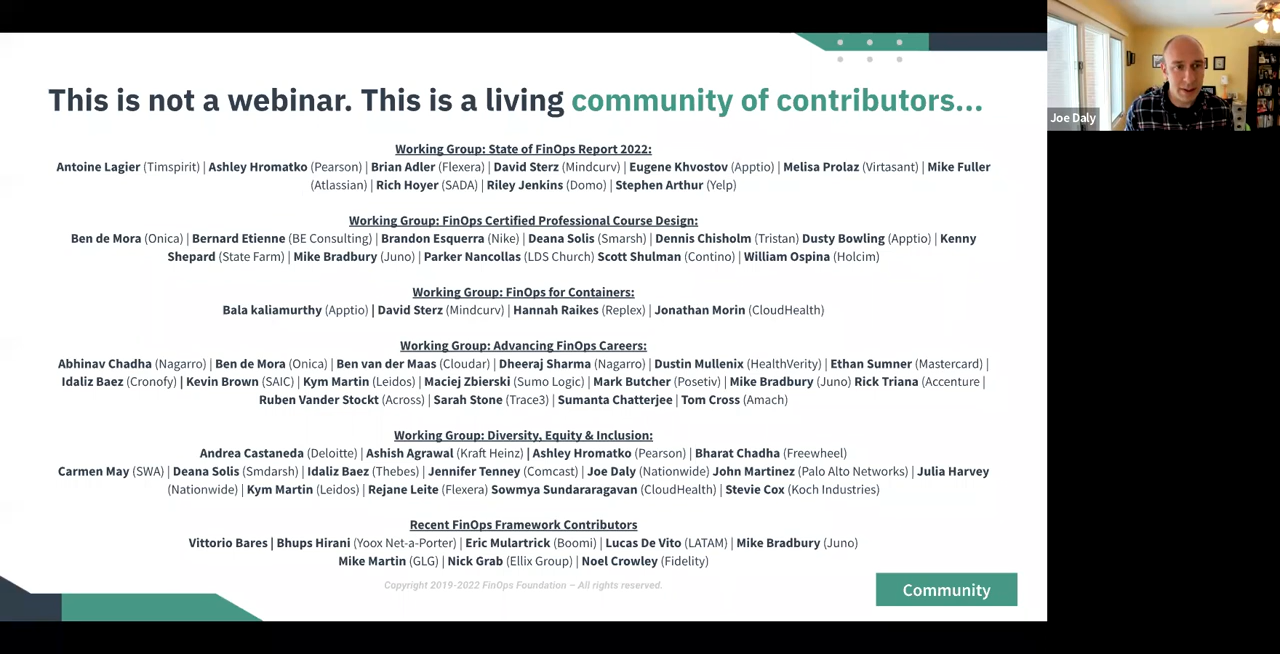 This is not a webinar. This is a living community of contributors...
Working Group: State of FinOps Report 2022:
Antoine Lagier (Timspirit) | Ashley Hromatko (Pearson) | Brian Adler (Flexera) | David Sterz (Mindcurv) | Eugene Khvostov (Apptio) | Melisa Prolaz (Virtasant) | Mike Fuller
(Atlassian) | Rich Hoyer (SADA) | Riley Jenkins (Domo) | Stephen Arthur (Yelp)
Working Group: FinOps Certified Professional Course Design:
Ben de Mora (Onica) | Bernard Etienne (BE Consulting) | Brandon Esquerra (Nike) | Deana Solis (Smarsh) | Dennis Chisholm (Tristan) Dusty Bowling (Apptio) | Kenny
Shepard (State Farm) | Mike Bradbury (Juno) | Parker Nancollas (LDS Church) Scott Shulman (Contino) | William Ospina (Holcim)
Working Group: FinOps for Containers:
Bala kaliamurthy (Apptio) | David Sterz (Mindcurv) | Hannah Raikes (Replex) | Jonathan Morin (CloudHealth)
Working Group: Advancing FinOps Careers:
Abhinav Chadha (Nagarro) | Ben de Mora (Onica) | Ben van der Maas (Cloudar) | Dheeraj Sharma (Nagarro) | Dustin Mullenix (HealthVerity) | Ethan Sumner (Mastercard) |
Idaliz Baez (Cronofy) | Kevin Brown (SAIC) | Kym Martin (Leidos) | Maciej Zbierski (Sumo Logic) | Mark Butcher (Posetiv) | Mike Bradbury (Juno) Rick Triana (Accenture |
Ruben Vander Stockt (Across) | Sarah Stone (Trace3) | Sumanta Chatterjee | Tom Cross (Amach)
Working Group: Diversity, Equity & Inclusion:
Andrea Castaneda (Deloitte) | Ashish Agrawal (Kraft Heinz) | Ashley Hromatko (Pearson) | Bharat Chadha (Freewheel)
Carmen May (SWA) | Deana Solis (Smdarsh) | Idaliz Baez (Thebes) | Jennifer Tenney (Comcast) | Joe Daly (Nationwide) John Martinez (Palo Alto Networks) | Julia Harvey
(Nationwide) | Kym Martin (Leidos) | Rejane Leite (Flexera) Sowmya Sundararagavan (CloudHealth) | Stevie Cox (Koch Industries)
Recent FinOps Framework Contributors
Vittorio Bares | Bhups Hirani (Yoox Net-a-Porter) | Eric Mulartrick (Boomi) | Lucas De Vito (LATAM) | Mike Bradbury (Juno)
Mike Martin (GLG) | Nick Grab (Ellix Group) | Noel Crowley (Fidelity)
Copyright 2019-2022 FinOps Foundation – All rights reserved.
Community
Joe Daly